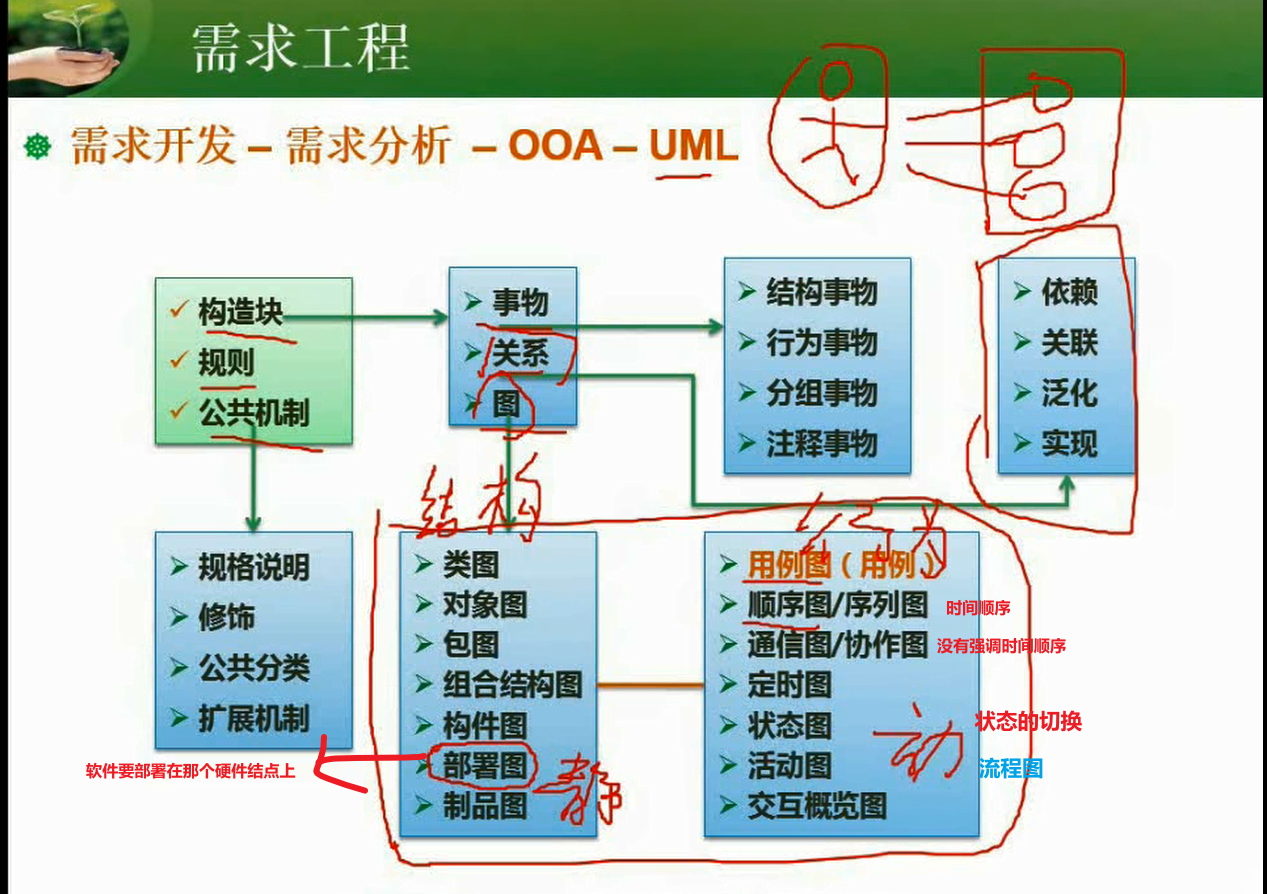 需求工程
需求开发 – 需求分析 – OOA – UML
构造块
规则
公共机制
事物
关系
图
结构事物
行为事物
分组事物
注释事物
依赖
关联
泛化
实现
规格说明
修饰
公共分类
扩展机制
结构
类图
对象图
包图
组合结构图
构件图
部署图
制品图
静
行为
用例图（用例）
顺序图/序列图
时间顺序
通信图/协作图
没有强调时间顺序
定时图
状态图
状态的切换
活动图
流程图
交互概览图
动
软件要部署在那个硬件结点上